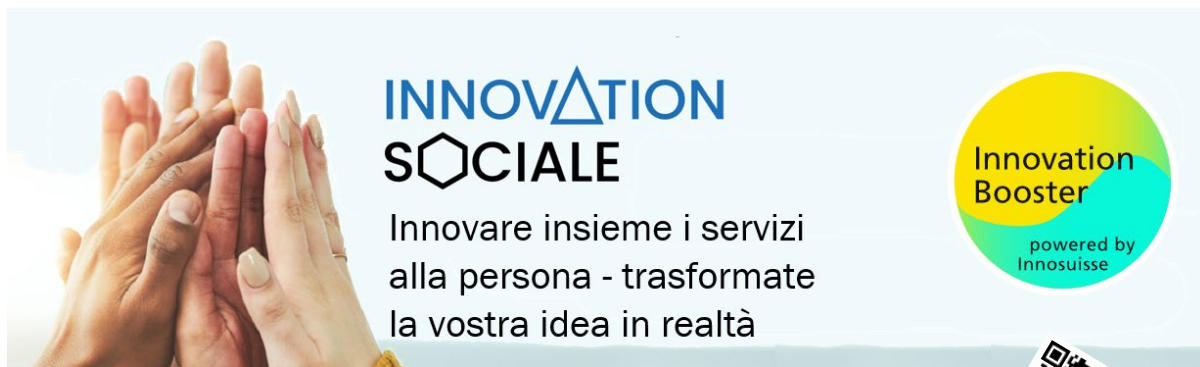 INNOVATION
SOCIALE
Innovare insieme i servizi
alla persona - trasformate
la vostra idea in realtà
Innovation
Booster
powered by
Innosuisse